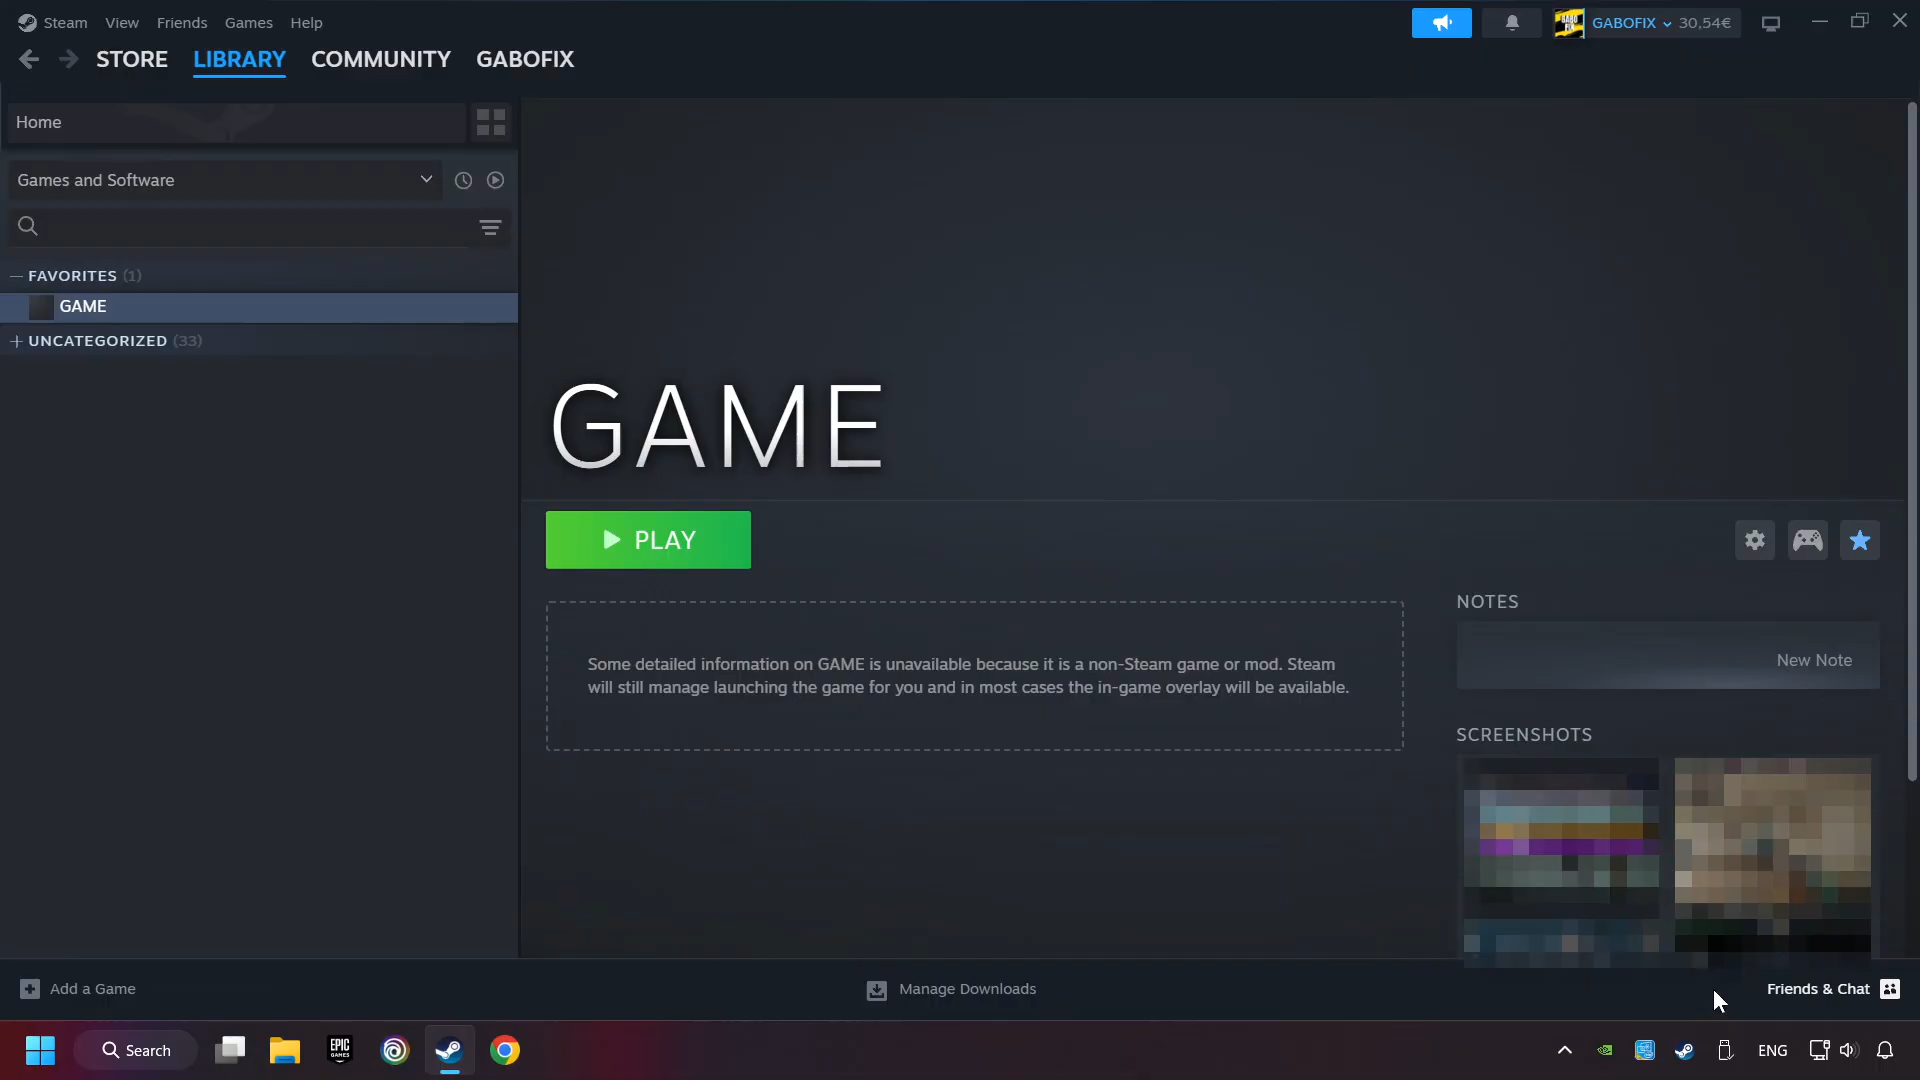 Steam View Friends Games Help
GABOFIX 30,54€
STORE LIBRARY COMMUNITY GABOFIX
Home
Games and Software
FAVORITES (1)
GAME
UNCATEGORIZED (33)
GAME
PLAY
Some detailed information on GAME is unavailable because it is a non-Steam game or mod. Steam
will still manage launching the game for you and in most cases the in-game overlay will be available.
NOTES
New Note
SCREENSHOTS
Add a Game
Manage Downloads
Friends & Chat
Search
EPIC
GAMES
ENG